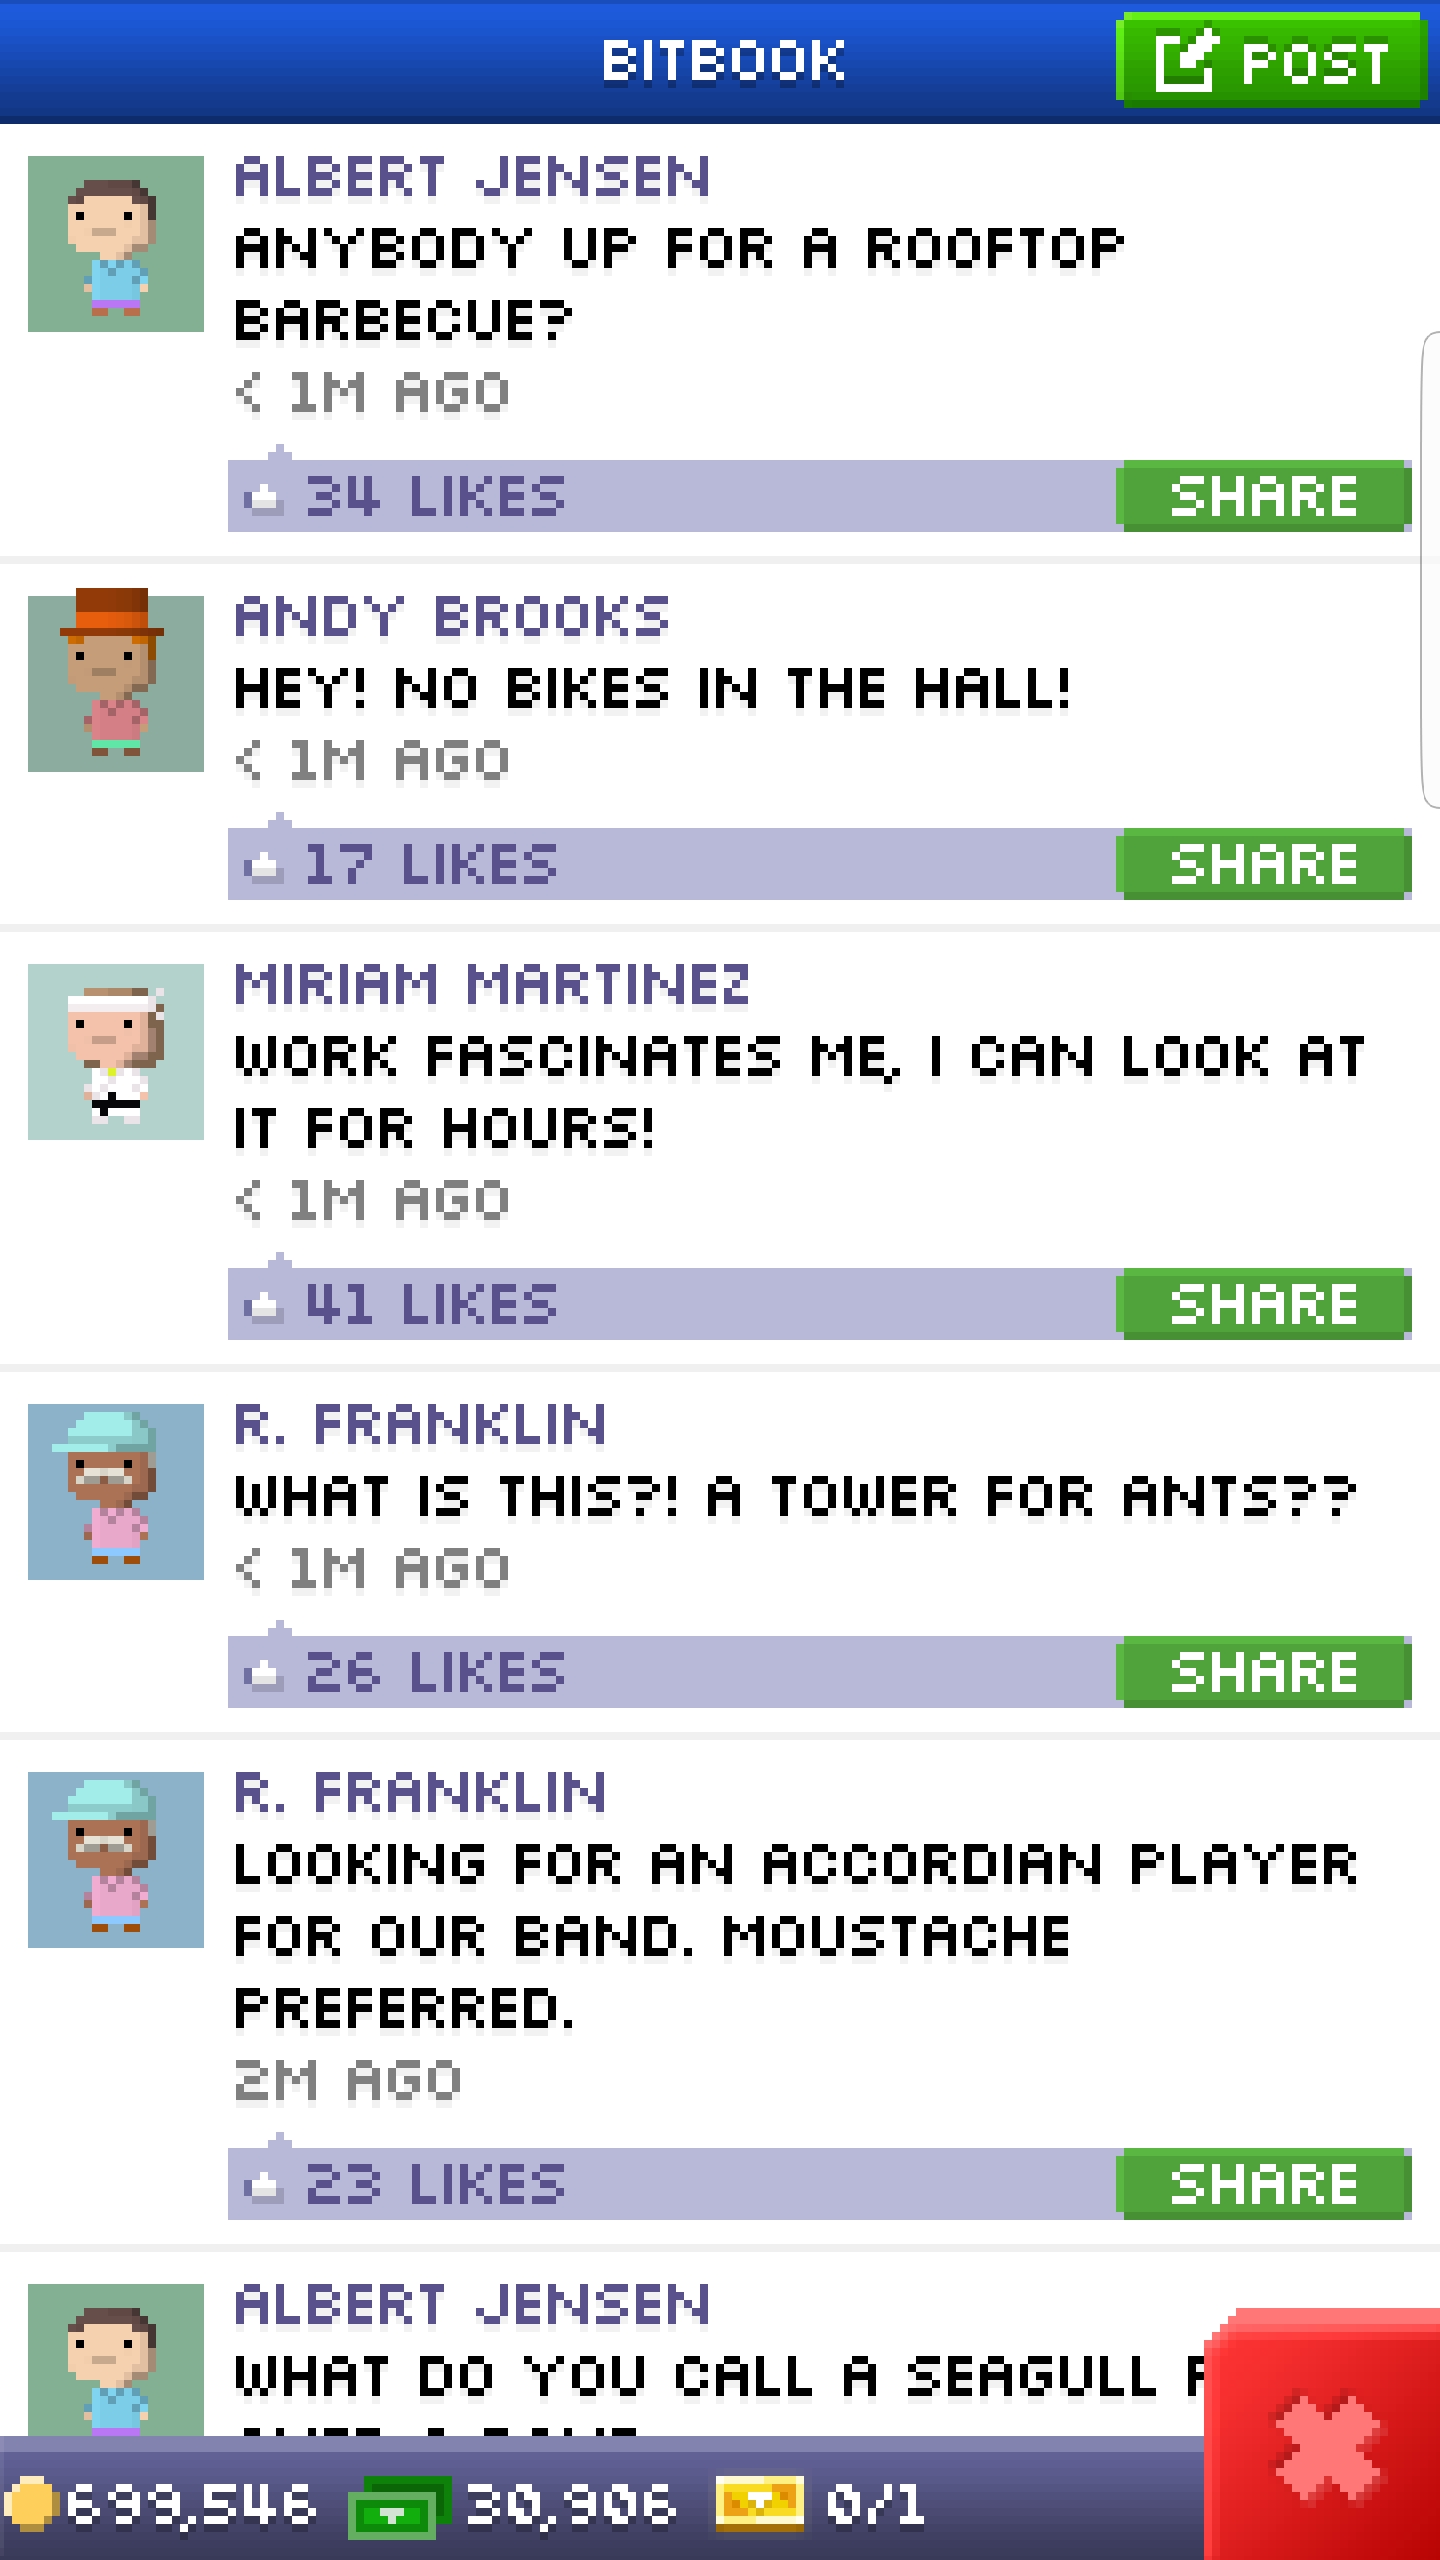 BITBOOK
POST
ALBERT JENSEN
ANYBODY UP FOR A ROOFTOP
BARBECUE?
< 1M AGO
34 LIKES
SHARE
ANDY BROOKS
HEY! NO BIKES IN THE HALL!
< 1M AGO
17 LIKES
SHARE
MIRIAM MARTINEZ
WORK FASCINATES ME, I CAN LOOK AT
IT FOR HOURS!
< 1M AGO
41 LIKES
SHARE
R. FRANKLIN
WHAT IS THIS?! A TOWER FOR ANTS??
< 1M AGO
26 LIKES
SHARE
R. FRANKLIN
LOOKING FOR AN ACCORDIAN PLAYER
FOR OUR BAND. MOUSTACHE
PREFERRED.
2M AGO
23 LIKES
SHARE
ALBERT JENSEN
WHAT DO YOU CALL A SEAGULL
699,546 30,906 0/1